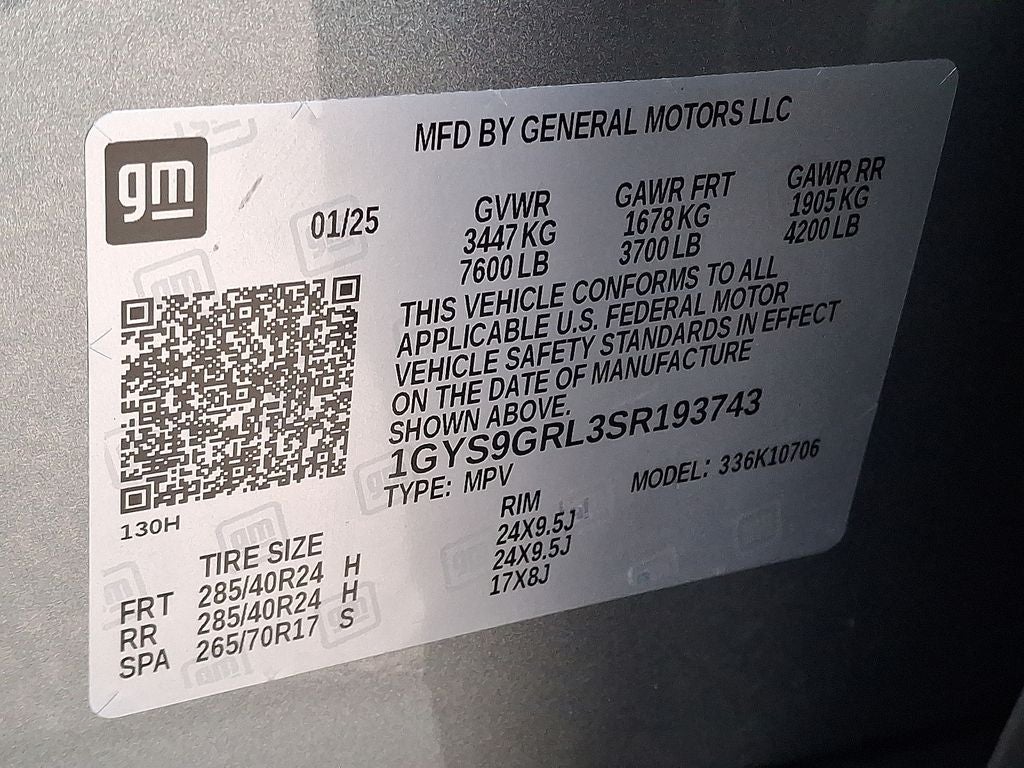 gm
MFD BY GENERAL MOTORS LLC
01/25
GVWR GAWR FRT GAWR RR
3447 KG 1678 KG 1905 KG
7600 LB 3700 LB 4200 LB
THIS VEHICLE CONFORMS TO ALL
APPLICABLE U.S. FEDERAL MOTOR
VEHICLE SAFETY STANDARDS IN EFFECT
ON THE DATE OF MANUFACTURE
SHOWN ABOVE.
1GYS9GRL3SR193743
TYPE: MPV MODEL: 336K10706
130H
TIRE SIZE RIM
FRT 285/40R24 H 24X9.5J
RR 285/40R24 H 24X9.5J
SPA 265/70R17 S 17X8J